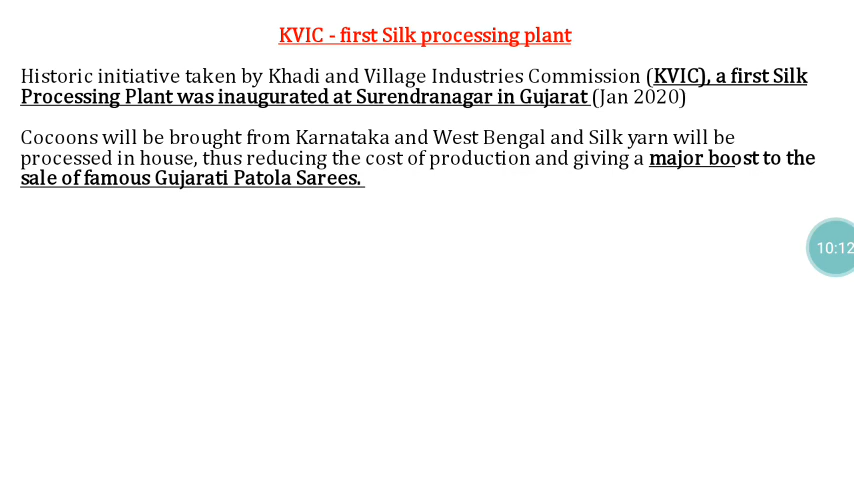 KVIC - first Silk processing plant
Historic initiative taken by Khadi and Village Industries Commission (KVIC), a first Silk
Processing Plant was inaugurated at Surendranagar in Gujarat (Jan 2020)
Cocoons will be brought from Karnataka and West Bengal and Silk yarn will be
processed in house, thus reducing the cost of production and giving a major boost to the
sale of famous Gujarati Patola Sarees.
10:12